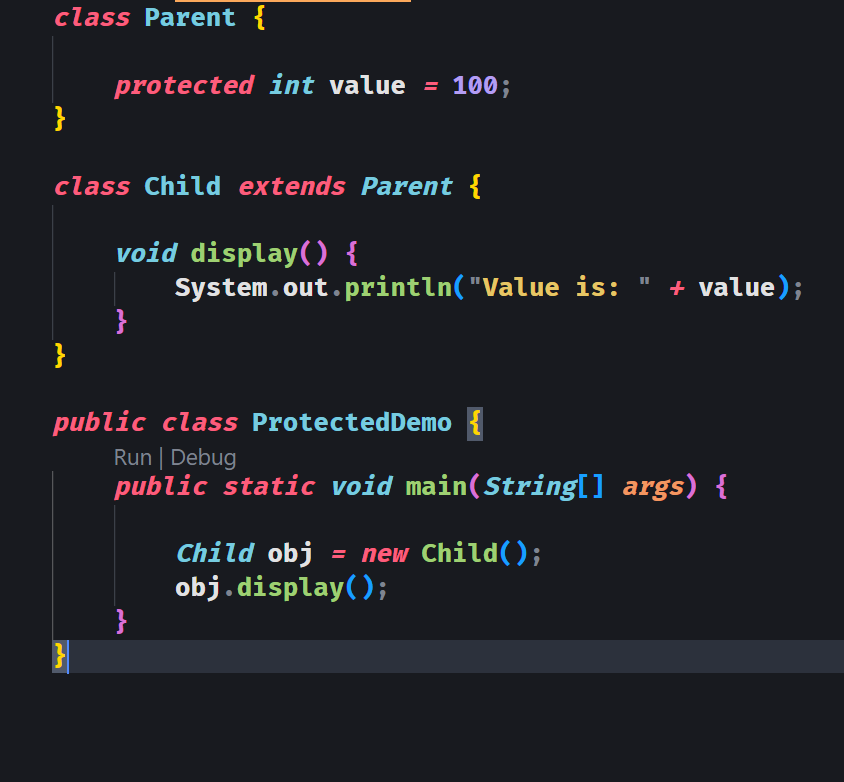 class Parent {
protected int value = 100;
}
class Child extends Parent {
void display() {
System.out.println("Value is: " + value);
}
}
public class ProtectedDemo {
Run | Debug
public static void main(String[] args) {
Child obj = new Child();
obj.display();
}
}